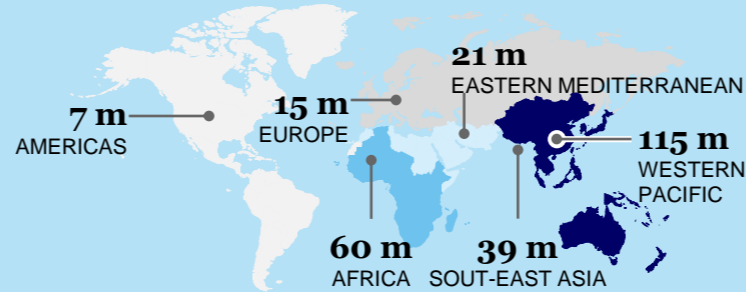 21 m
EASTERN MEDITERRANEAN
7 m
AMERICAS
15 m
EUROPE
115 m
WESTERN
PACIFIC
60 m
AFRICA
39 m
SOUT-EAST ASIA